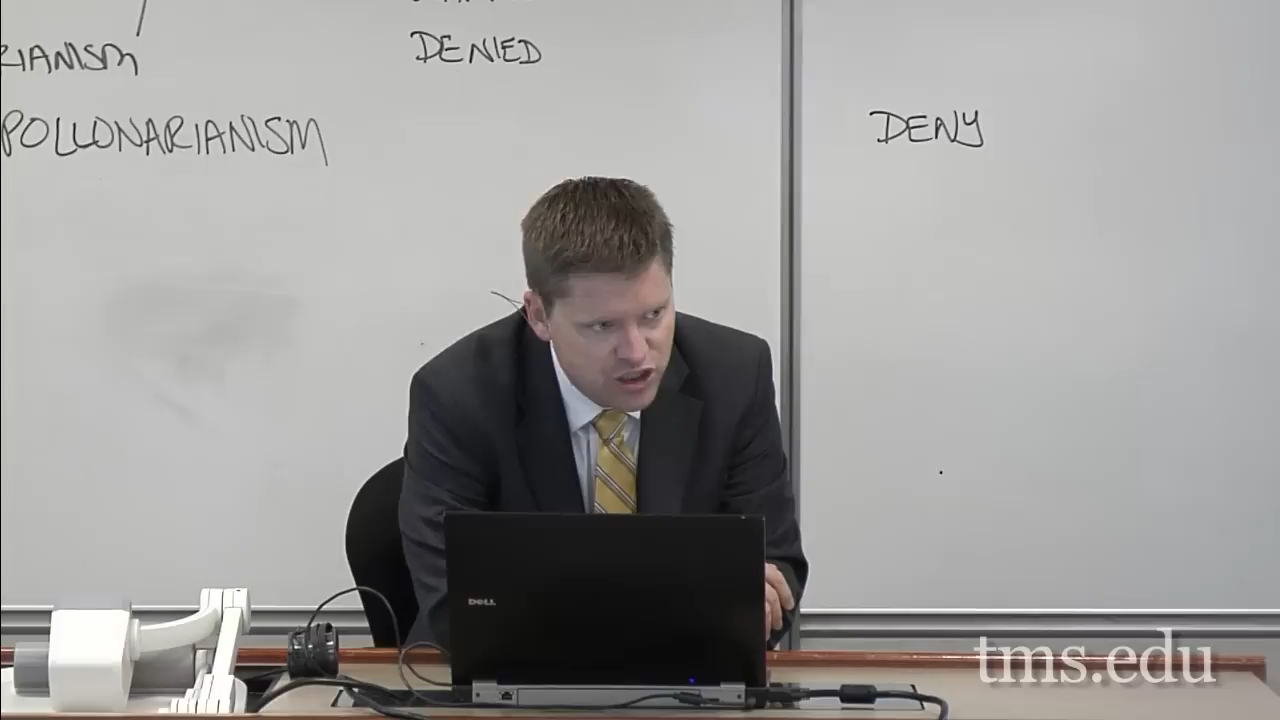 DENIED
RIANISM
POLLONARIANISM
DENY
DELL
tms.edu